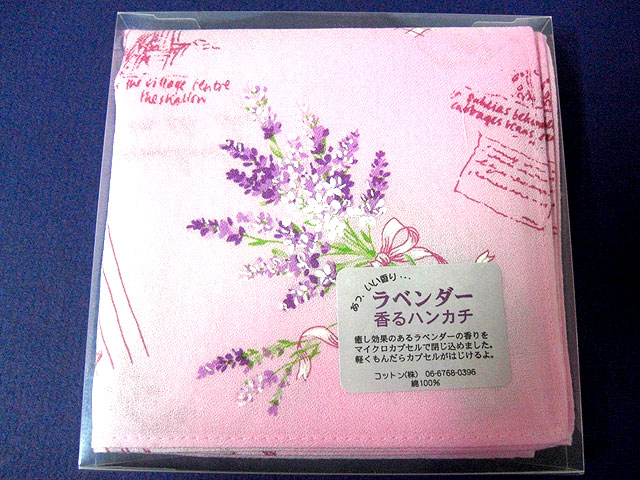 the village centre
the station
behind
cabbages beans
あっ、いい香り・・・
ラベンダー
香るハンカチ
癒し効果のあるラベンダーの香りを
マイクロカプセルで閉じ込めました。
軽くもんだらカプセルがはじけるよ。
コットン(株) 06-6768-0396
綿100%